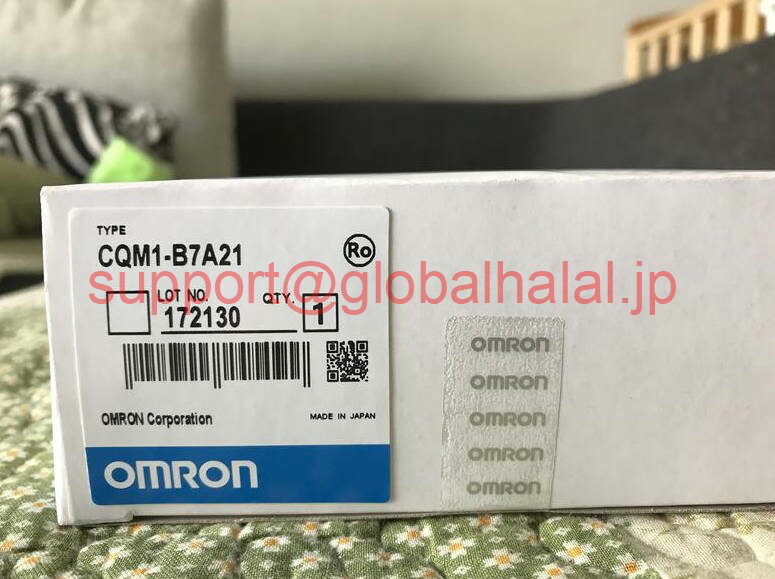 TYPE
CQM1-B7A21
Ro
support@globalhalal.jp
LOT NO. QTY.
172130 1
OMRON Corporation MADE IN JAPAN
OMRON
OMRON
OMRON
OMRON
OMRON
OMRON